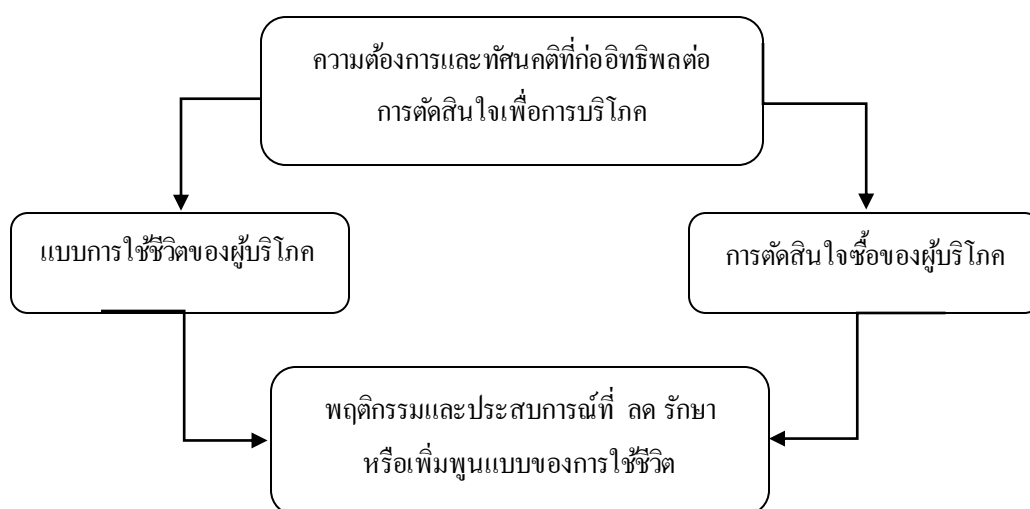 ความต้องการและทัศนคติที่ก่ออิทธิพลต่อ
การตัดสินใจเพื่อการบริโภค
แบบการใช้ชีวิตของผู้บริโภค
การตัดสินใจซื้อของผู้บริโภค
พฤติกรรมและประสบการณ์ที่ ลด รักษา
หรือเพิ่มพูนแบบของการใช้ชีวิต